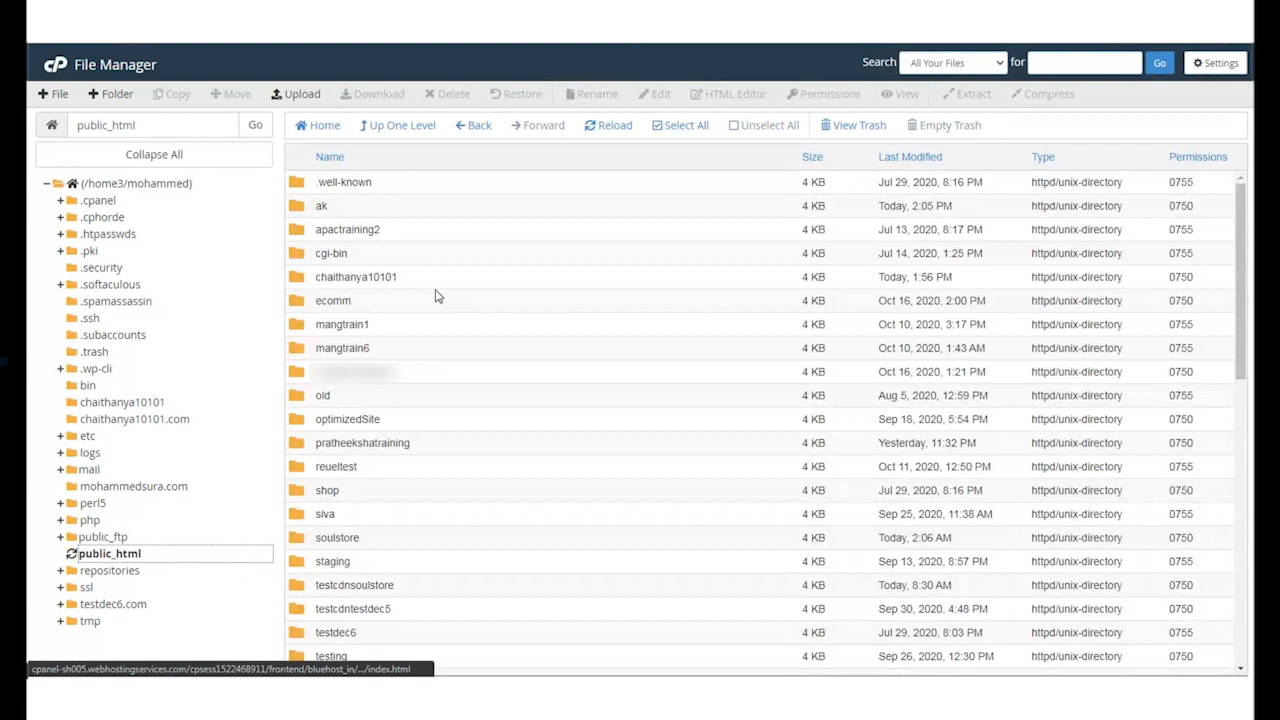 cP File Manager Search All Your Files for Go Settings
File Folder Copy Move Upload Download Delete Restore Rename Edit HTML Editor Permissions View Extract Compress
public_html Go Home Up One Level Back Forward Reload Select All Unselect All View Trash Empty Trash
Collapse All
(/home3/mohammed)
.cpanel
.cphorde
.htpasswds
.pki
.security
.softaculous
.spamassassin
.ssh
.subaccounts
.trash
.wp-cli
bin
chaithanya10101
chaithanya10101.com
etc
logs
mail
mohammedsura.com
perl5
php
public_ftp
public_html
repositories
ssl
testdec6.com
tmp
Name Size Last Modified Type Permissions
.well-known 4 KB Jul 29, 2020, 8:16 PM httpd/unix-directory 0755
ak 4 KB Today, 2:05 PM httpd/unix-directory 0750
apactraining2 4 KB Jul 13, 2020, 8:17 PM httpd/unix-directory 0755
cgi-bin 4 KB Jul 14, 2020, 1:25 PM httpd/unix-directory 0750
chaithanya10101 4 KB Today, 1:56 PM httpd/unix-directory 0750
ecomm 4 KB Oct 16, 2020, 2:00 PM httpd/unix-directory 0750
mangtrain1 4 KB Oct 10, 2020, 3:17 PM httpd/unix-directory 0755
mangtrain6 4 KB Oct 10, 2020, 1:43 AM httpd/unix-directory 0755
4 KB Oct 16, 2020, 1:21 PM httpd/unix-directory 0750
old 4 KB Aug 5, 2020, 12:59 PM httpd/unix-directory 0750
optimizedSite 4 KB Sep 18, 2020, 5:54 PM httpd/unix-directory 0750
pratheekshatraining 4 KB Yesterday, 11:32 PM httpd/unix-directory 0750
reueltest 4 KB Oct 11, 2020, 12:50 PM httpd/unix-directory 0755
shop 4 KB Jul 29, 2020, 8:16 PM httpd/unix-directory 0750
siva 4 KB Sep 25, 2020, 11:38 AM httpd/unix-directory 0750
soulstore 4 KB Today, 2:06 AM httpd/unix-directory 0750
staging 4 KB Sep 13, 2020, 8:57 PM httpd/unix-directory 0755
testcdnsoulstore 4 KB Today, 8:30 AM httpd/unix-directory 0750
testcdntestdec5 4 KB Sep 30, 2020, 4:48 PM httpd/unix-directory 0750
testdec6 4 KB Jul 29, 2020, 8:03 PM httpd/unix-directory 0750
testing 4 KB Sep 26, 2020, 12:30 PM httpd/unix-directory 0750
cpanel-sh005.webhostingservices.com/cpsess1522468911/frontend/bluehost_in/.../index.html